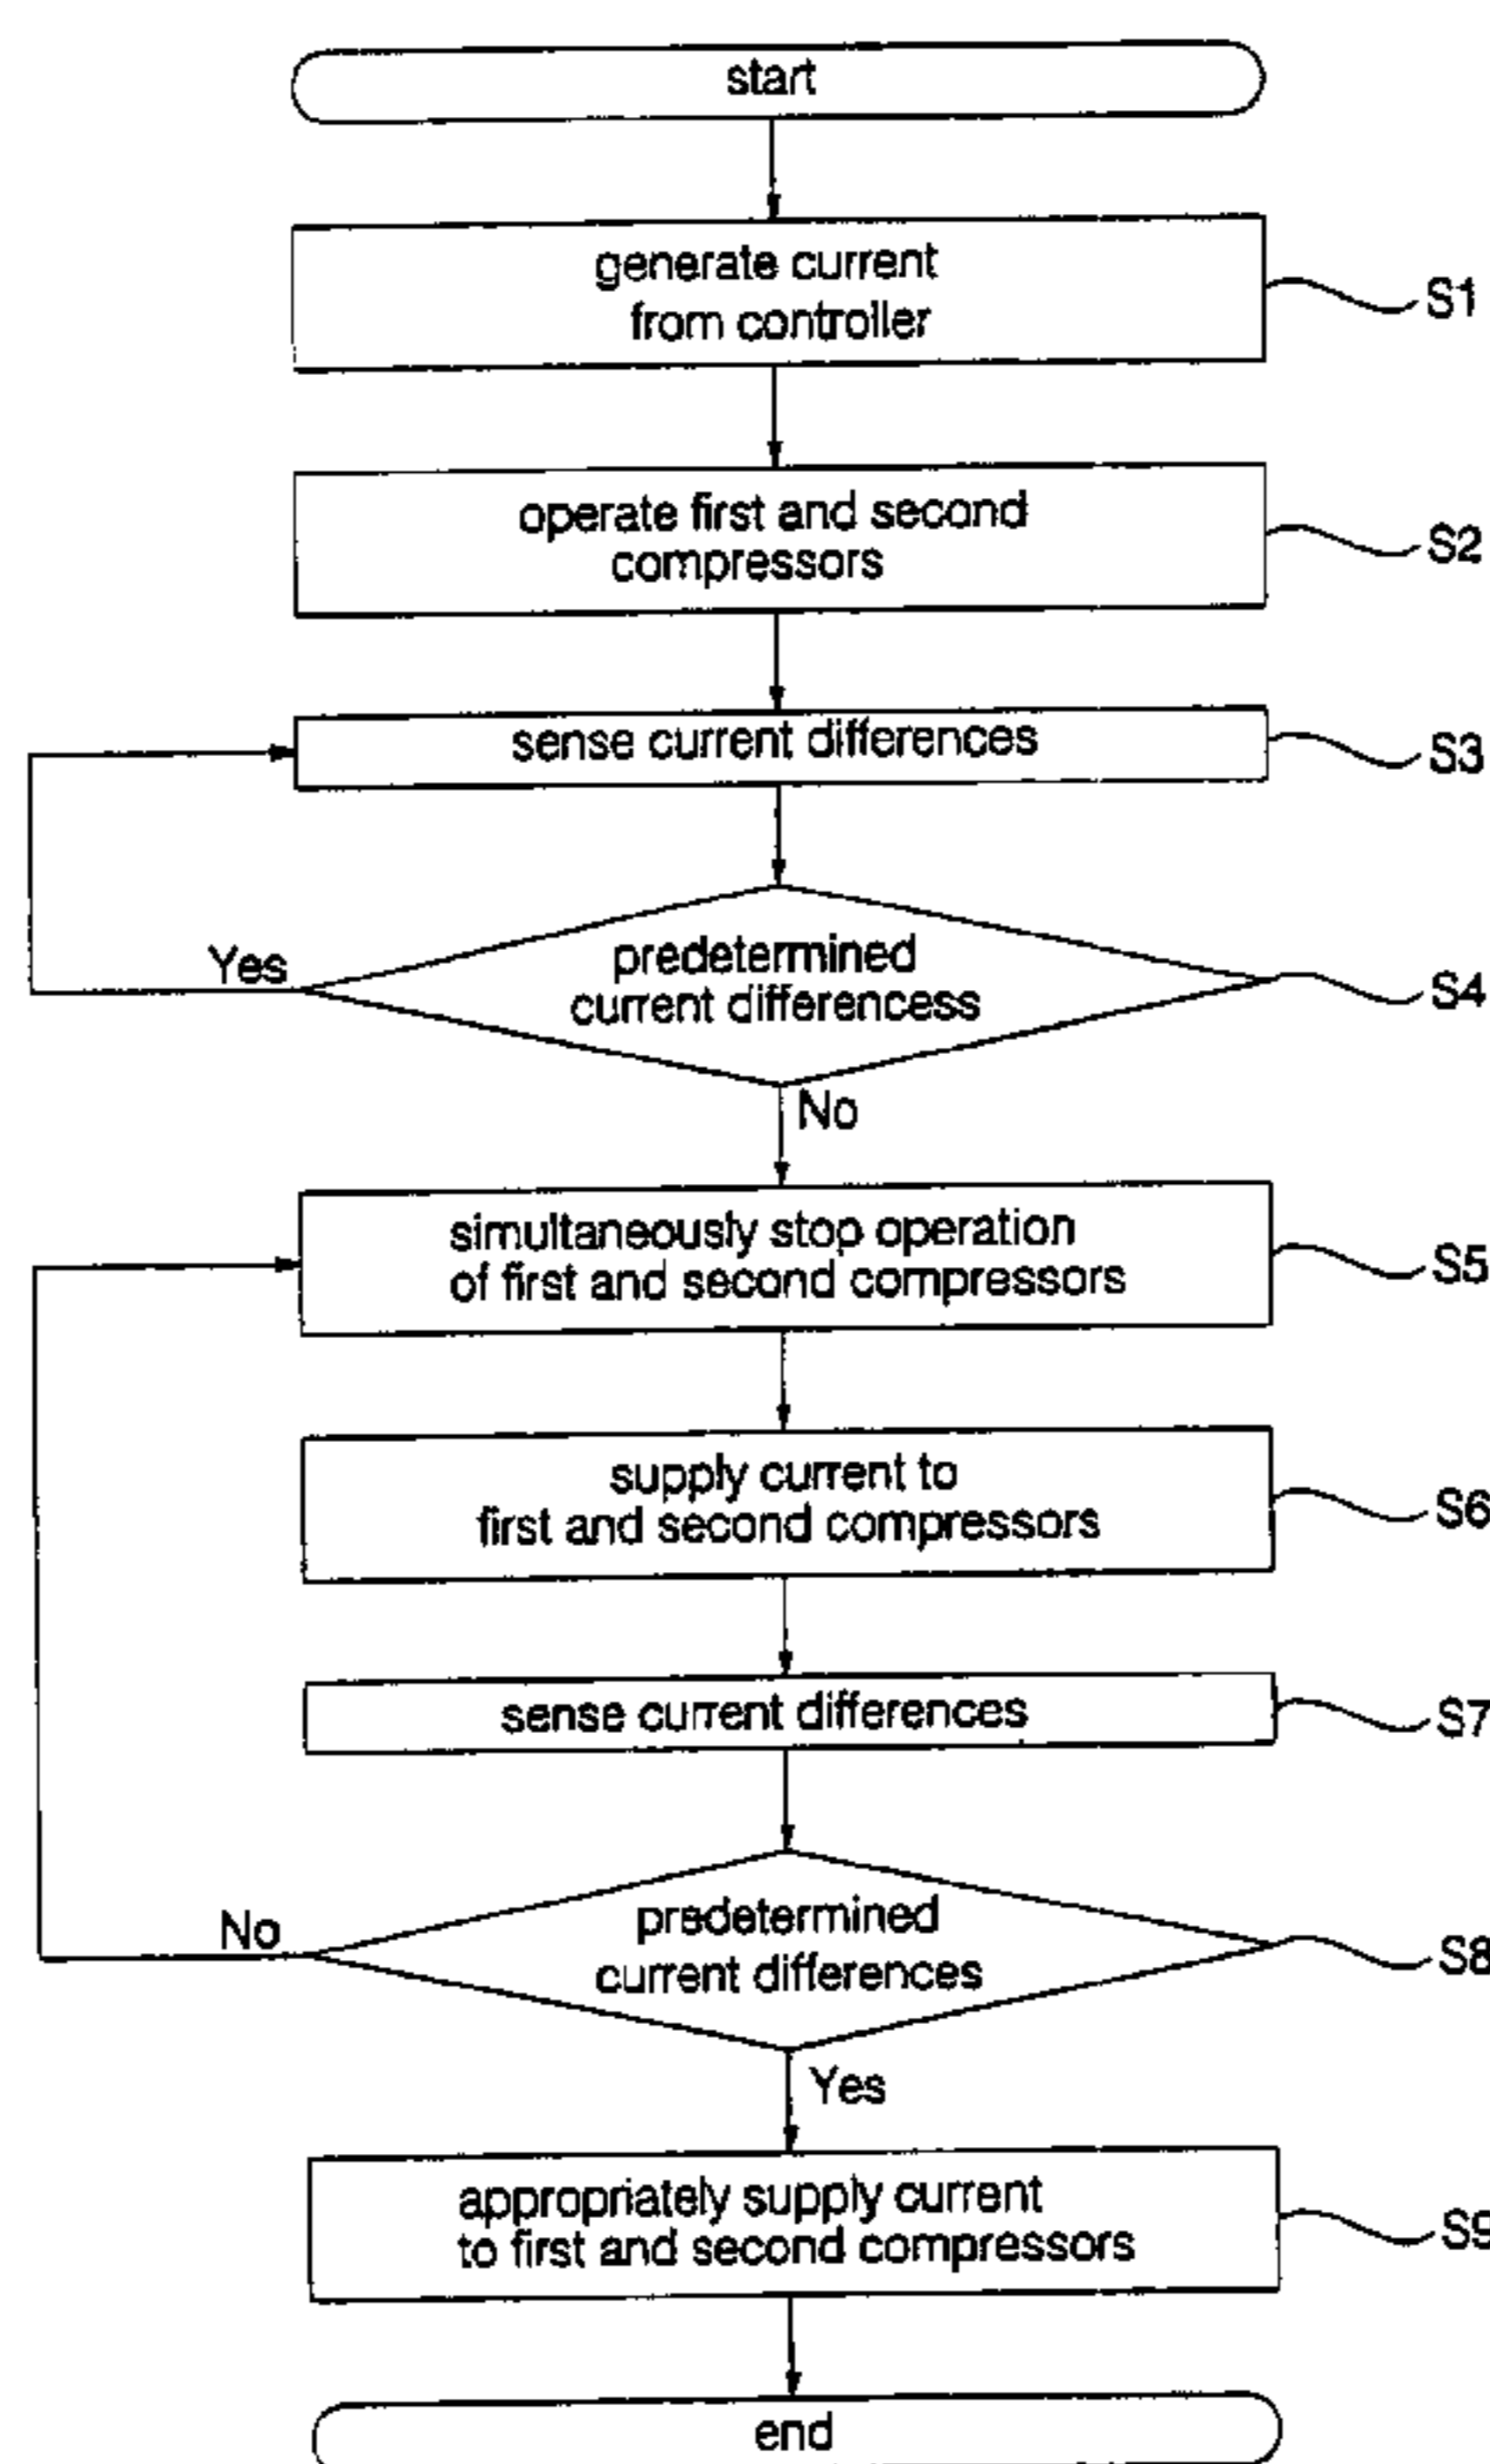 start
generate current
from controller
S1
operate first and second
compressors
S2
sense current differences
S3
predetermined
current differencess
S4
Yes
No
simultaneously stop operation
of first and second compressors
S5
supply current to
first and second compressors
S6
sense current differences
S7
predetermined
current differences
S8
No
Yes
appropriately supply current
to first and second compressors
S9
end